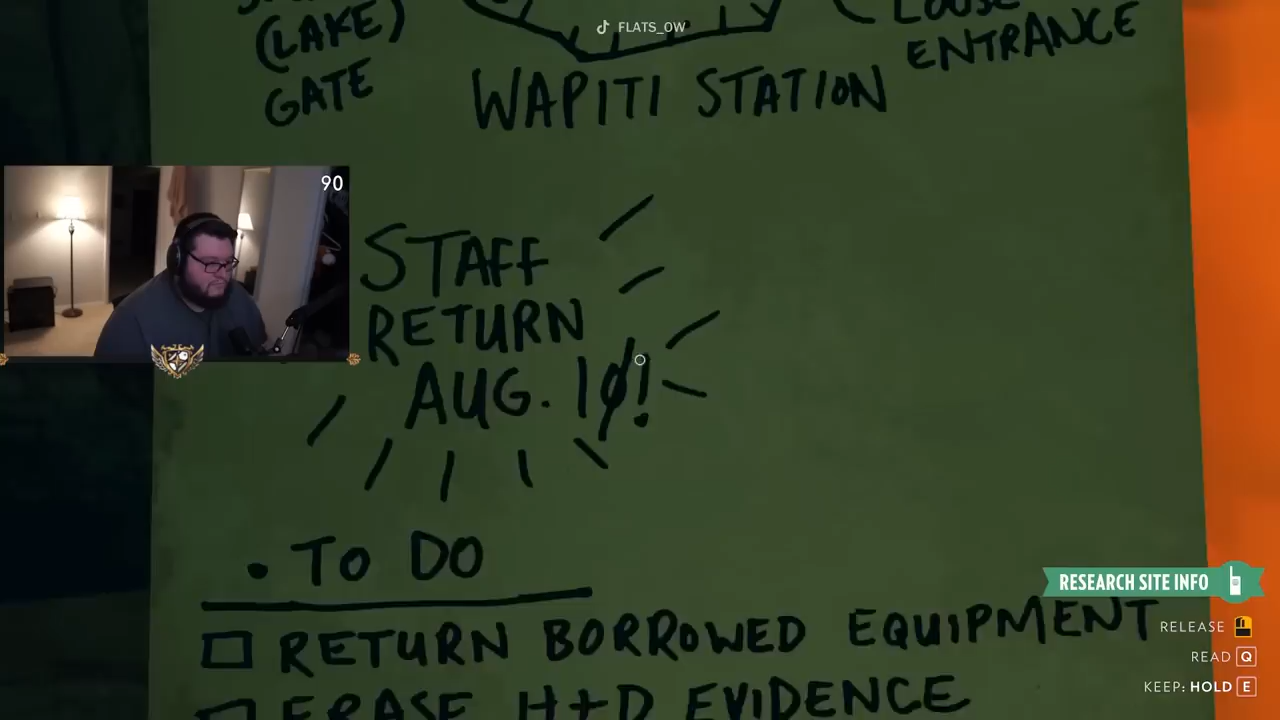 FLATS_OW
(LAKE)
GATE
ENTRANCE
WAPITI STATION
90
STAFF
RETURN
AUG. 10!
• TO DO
RETURN BORROWED EQUIPMENT
ERASE H+D EVIDENCE
RESEARCH SITE INFO
RELEASE
READ Q
KEEP: HOLD E